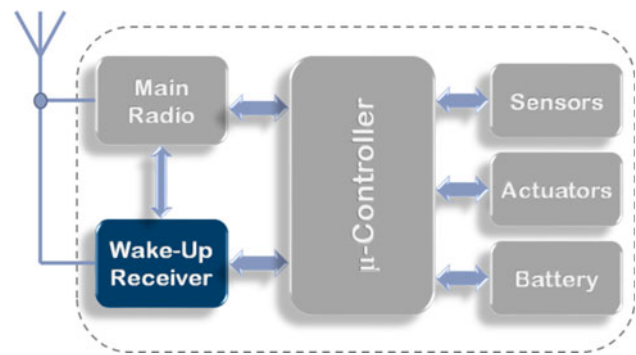 Main
Radio
Wake-Up
Receiver
μ-Controller
Sensors
Actuators
Battery